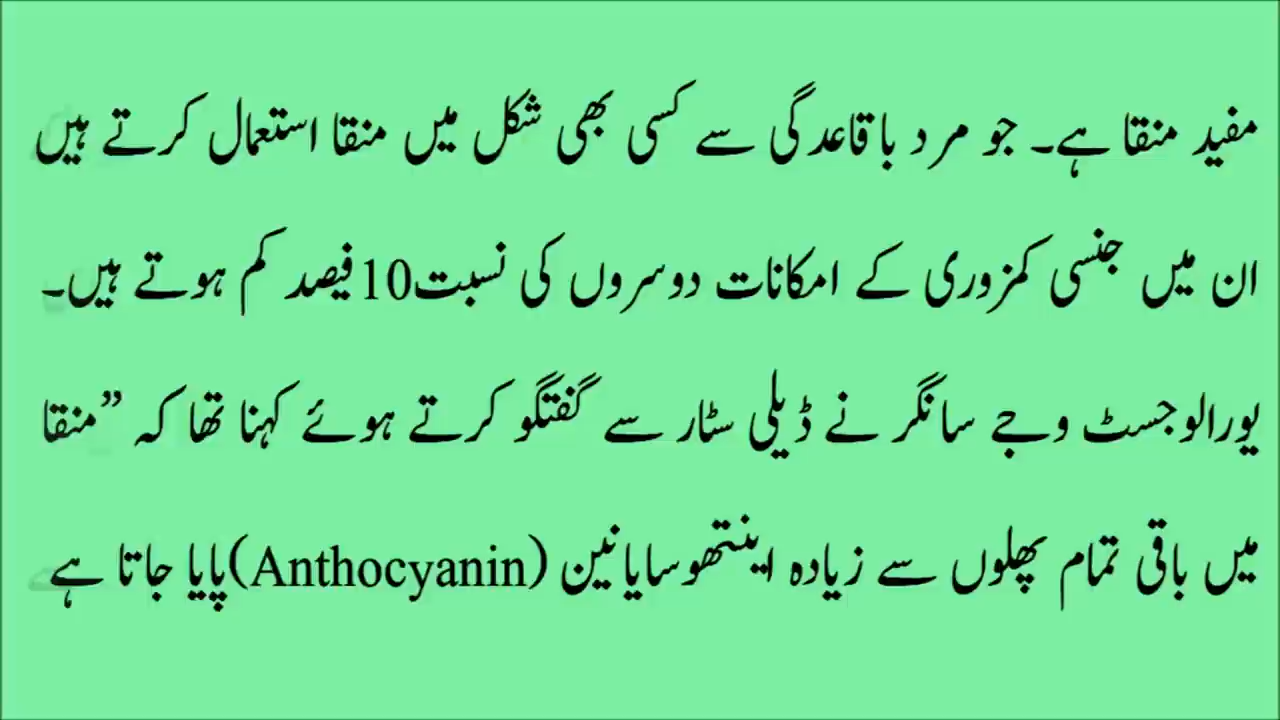 مفید منقا ہے۔ جو مرد باقاعدگی سے کسی بھی شکل میں منقا استعمال کرتے ہیں
ان میں جنسی کمزوری کے امکانات دوسروں کی نسبت10فیصد کم ہوتے ہیں۔
یورالوجسٹ وجے سانگر نے ڈیلی سٹار سے گفتگو کرتے ہوئے کہنا تھا کہ ”منقا
میں باقی تمام پھلوں سے زیادہ اینتھوسایانین (Anthocyanin)پایا جاتا ہے